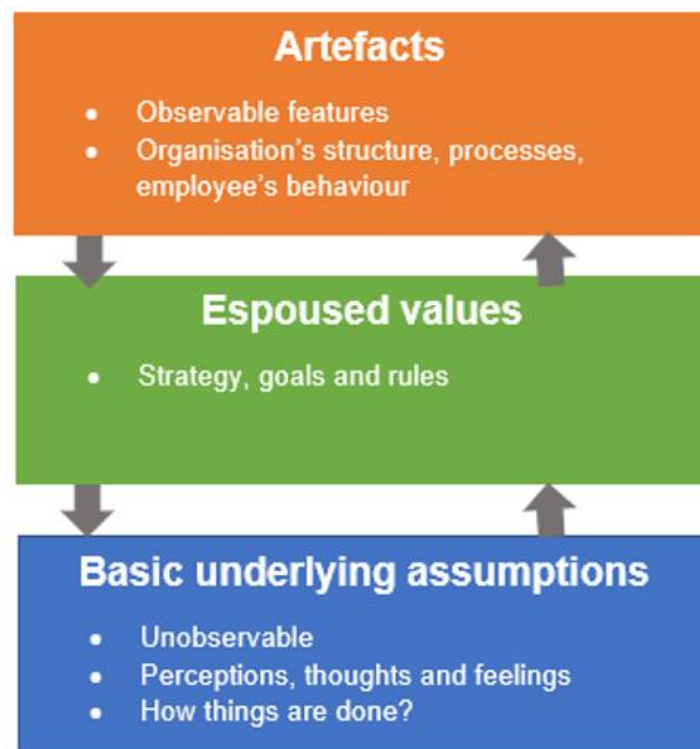 Artefacts
• Observable features
• Organisation's structure, processes,
employee's behaviour
Espoused values
• Strategy, goals and rules
Basic underlying assumptions
• Unobservable
• Perceptions, thoughts and feelings
• How things are done?